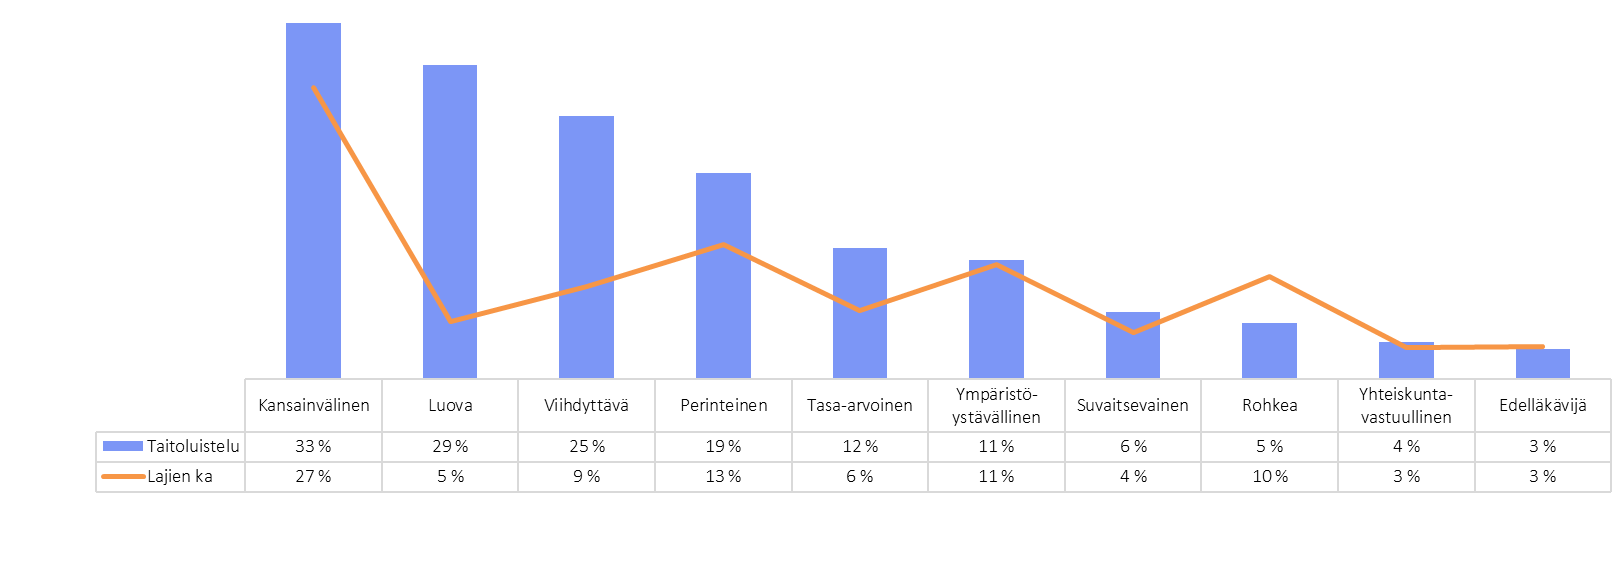 Kansainvälinen Luova Viihdyttävä Perinteinen Tasa-arvoinen Ympäristö-
ystävällinen Suvaitsevainen Rohkea Yhteiskunta-
vastuullinen Edelläkävijä
Taitoluistelu 33 % 29 % 25 % 19 % 12 % 11 % 6 % 5 % 4 % 3 %
Lajien ka 27 % 5 % 9 % 13 % 6 % 11 % 4 % 10 % 3 % 3 %